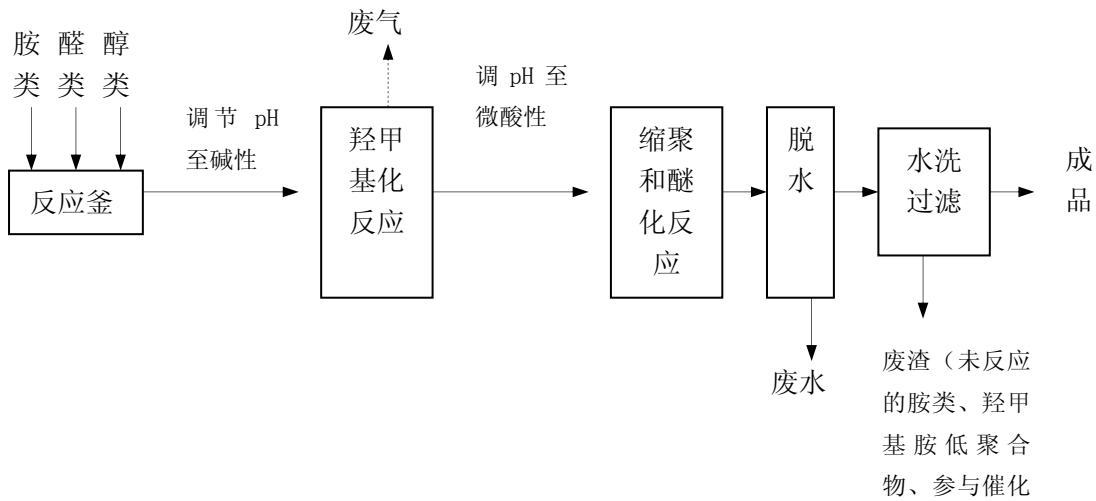 废气
胺类
醛类
醇类
调节 pH
至碱性
调 pH 至
微酸性
反应釜
羟甲
基化
反应
缩聚
和醚
化反
应
脱
水
水洗
过滤
成
品
废水
废渣（未反应
的胺类、羟甲
基胺低聚合
物、参与催化